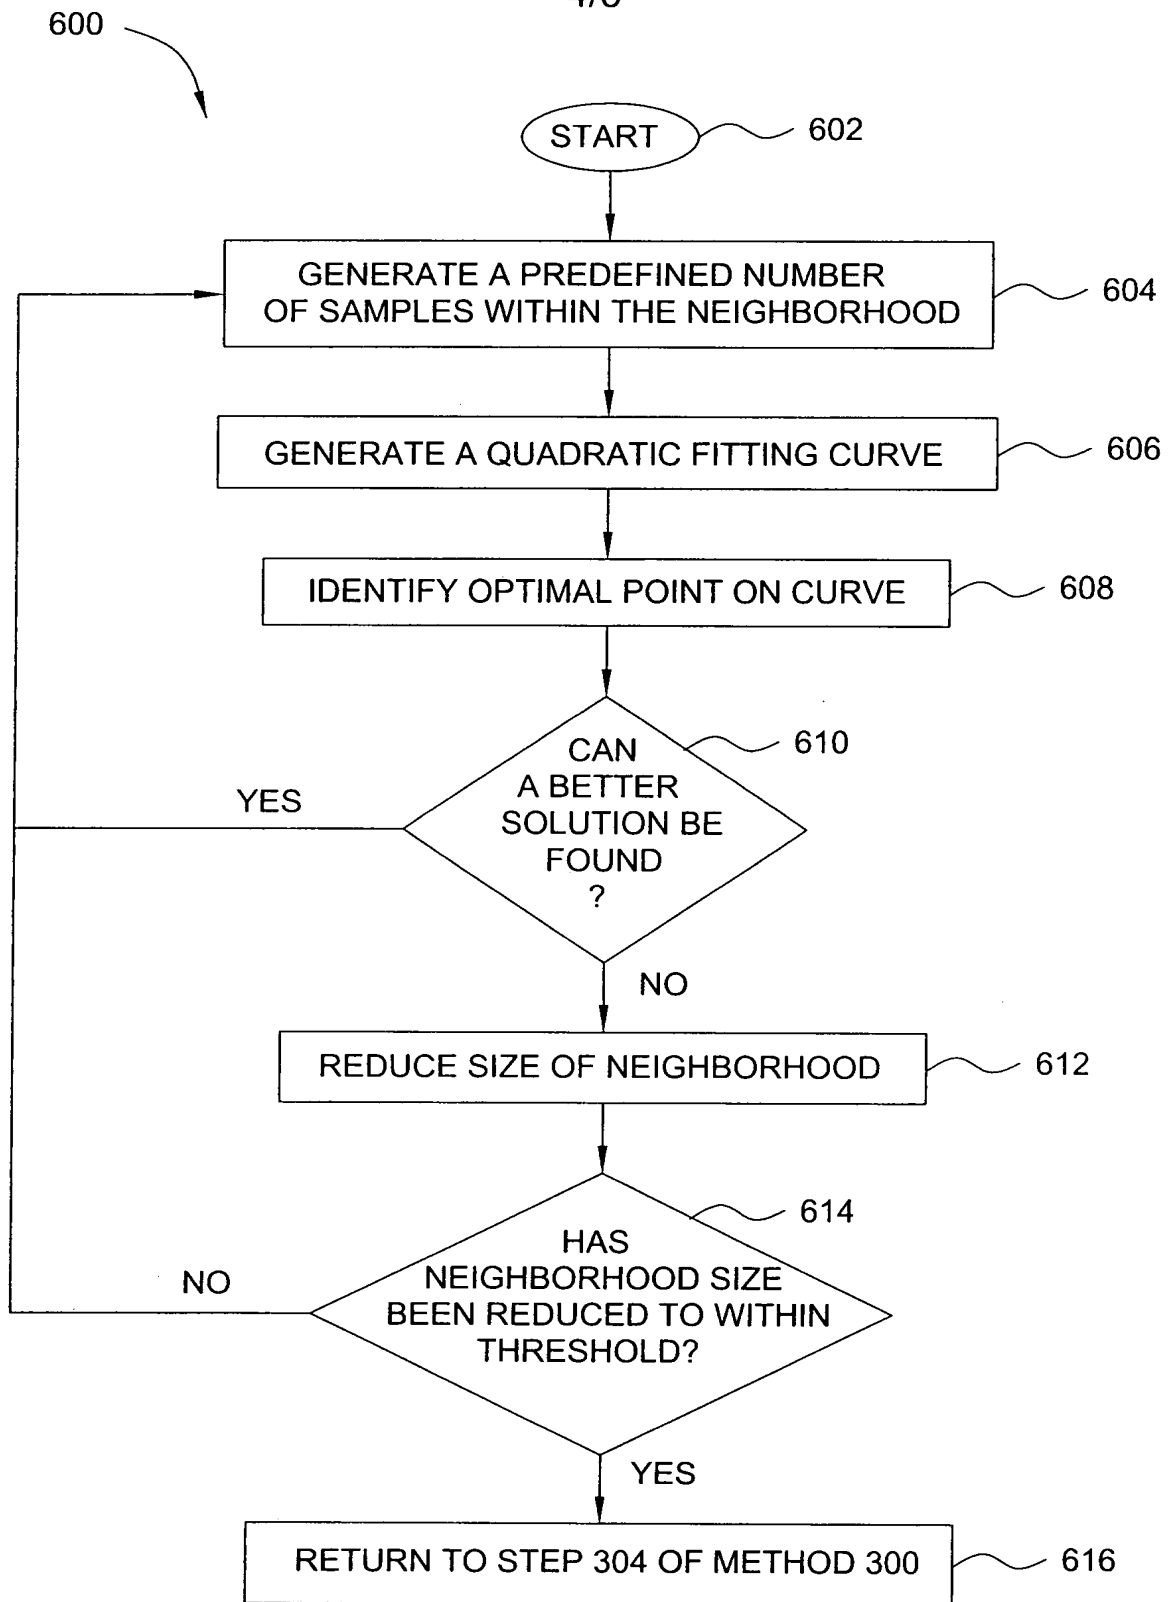 600
START
602
GENERATE A PREDEFINED NUMBER
OF SAMPLES WITHIN THE NEIGHBORHOOD
604
GENERATE A QUADRATIC FITTING CURVE
606
IDENTIFY OPTIMAL POINT ON CURVE
608
CAN
A BETTER
SOLUTION BE
FOUND
?
610
YES
NO
REDUCE SIZE OF NEIGHBORHOOD
612
HAS
NEIGHBORHOOD SIZE
BEEN REDUCED TO WITHIN
THRESHOLD?
614
NO
YES
RETURN TO STEP 304 OF METHOD 300
616